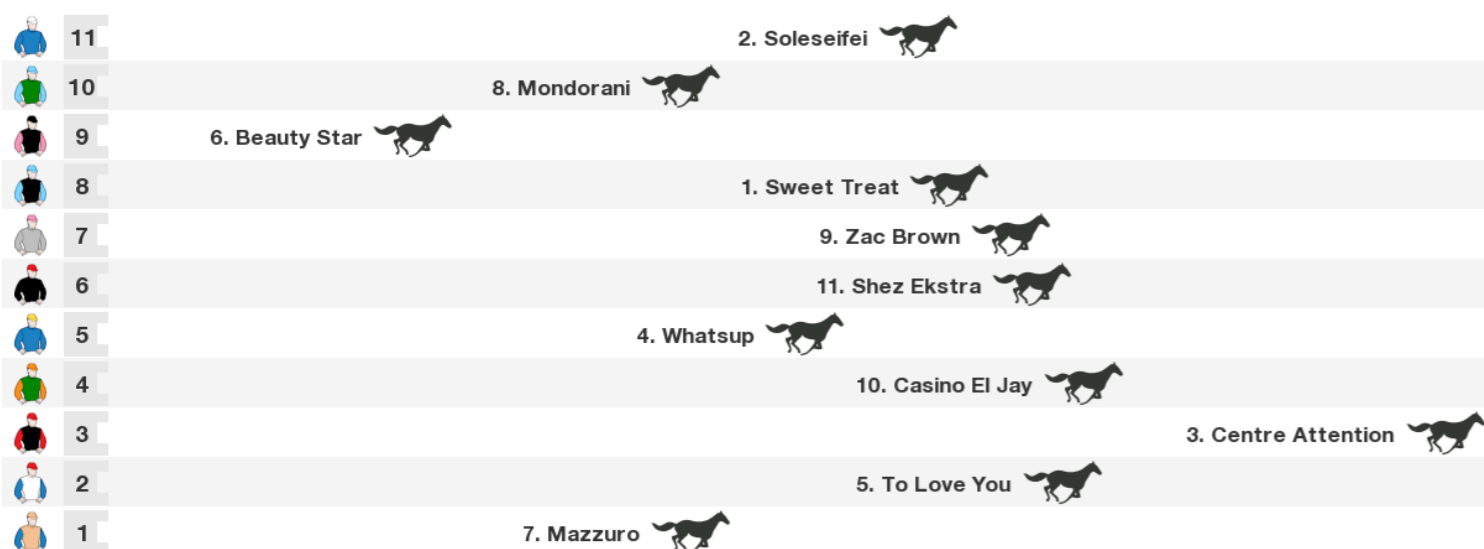 11 2. Soleseifei
10 8. Mondorani
9 6. Beauty Star
8 1. Sweet Treat
7 9. Zac Brown
6 11. Shez Ekstra
5 4. Whatsup
4 10. Casino El Jay
3 3. Centre Attention
2 5. To Love You
1 7. Mazzuro